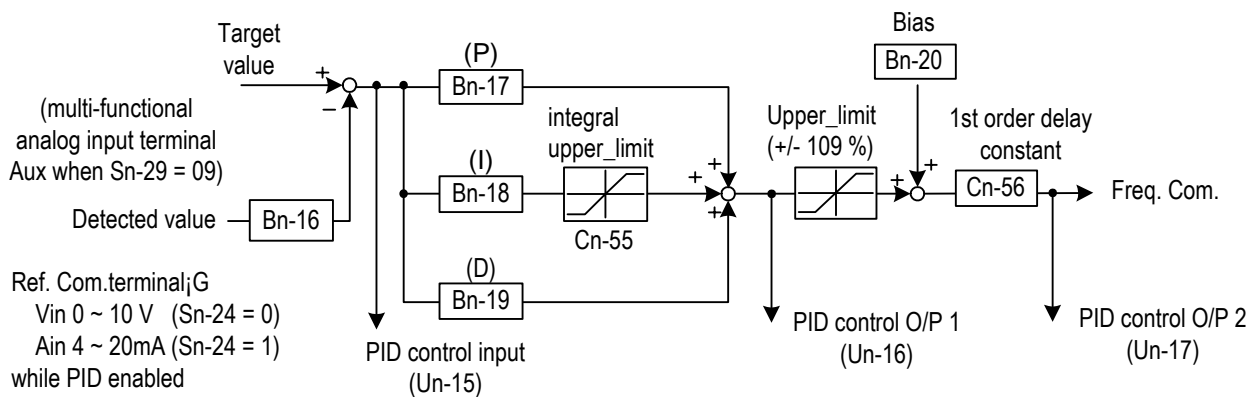 Target
value
(multi-functional
analog input terminal
Aux when Sn-29 = 09)
Detected value
Bn-16
+
−
Ref. Com.terminal¡G
Vin 0 ~ 10 V (Sn-24 = 0)
Ain 4 ~ 20mA (Sn-24 = 1)
while PID enabled
(P)
Bn-17
(I)
Bn-18
(D)
Bn-19
PID control input
(Un-15)
integral
upper_limit
Cn-55
+
+
+
Upper_limit
(+/- 109 %)
PID control O/P 1
(Un-16)
Bias
Bn-20
+
+
1st order delay
constant
Cn-56
Freq. Com.
PID control O/P 2
(Un-17)